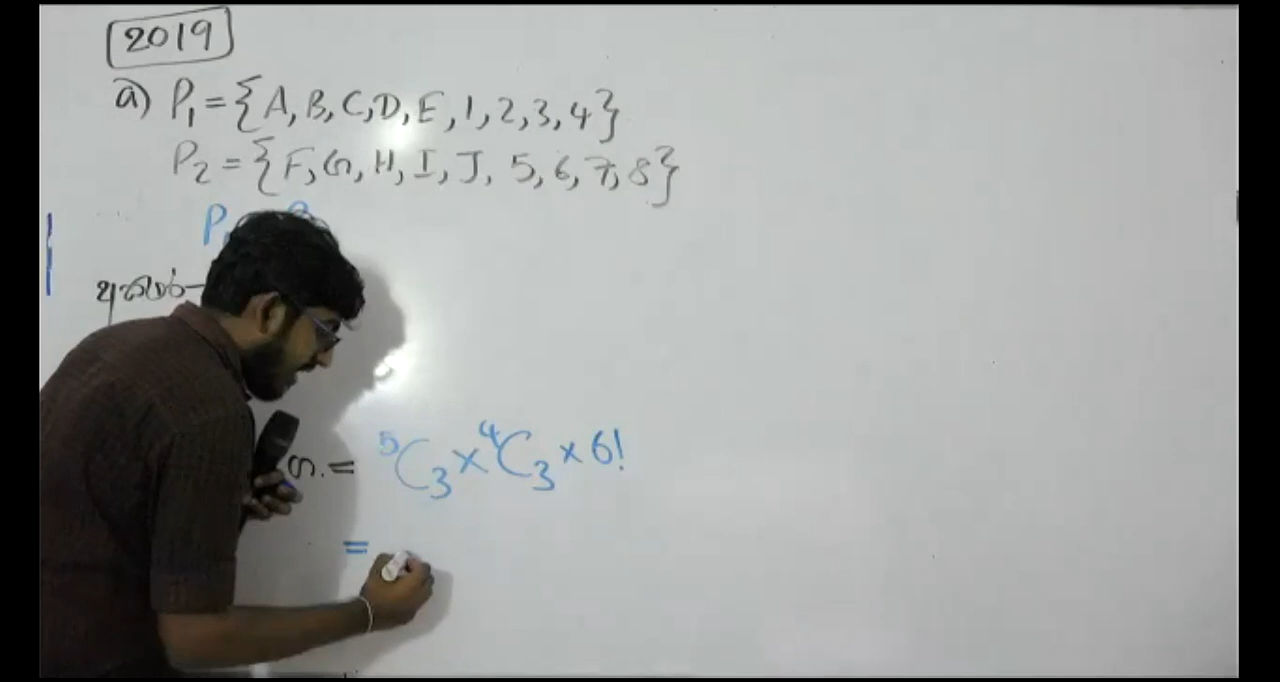 2019
a) P₁ = {A, B, C, D, E, 1, 2, 3, 4}
P₂ = {F, G, H, I, J, 5, 6, 7, 8}
P
= ⁵C₃ × ⁴C₃ × 6!
=